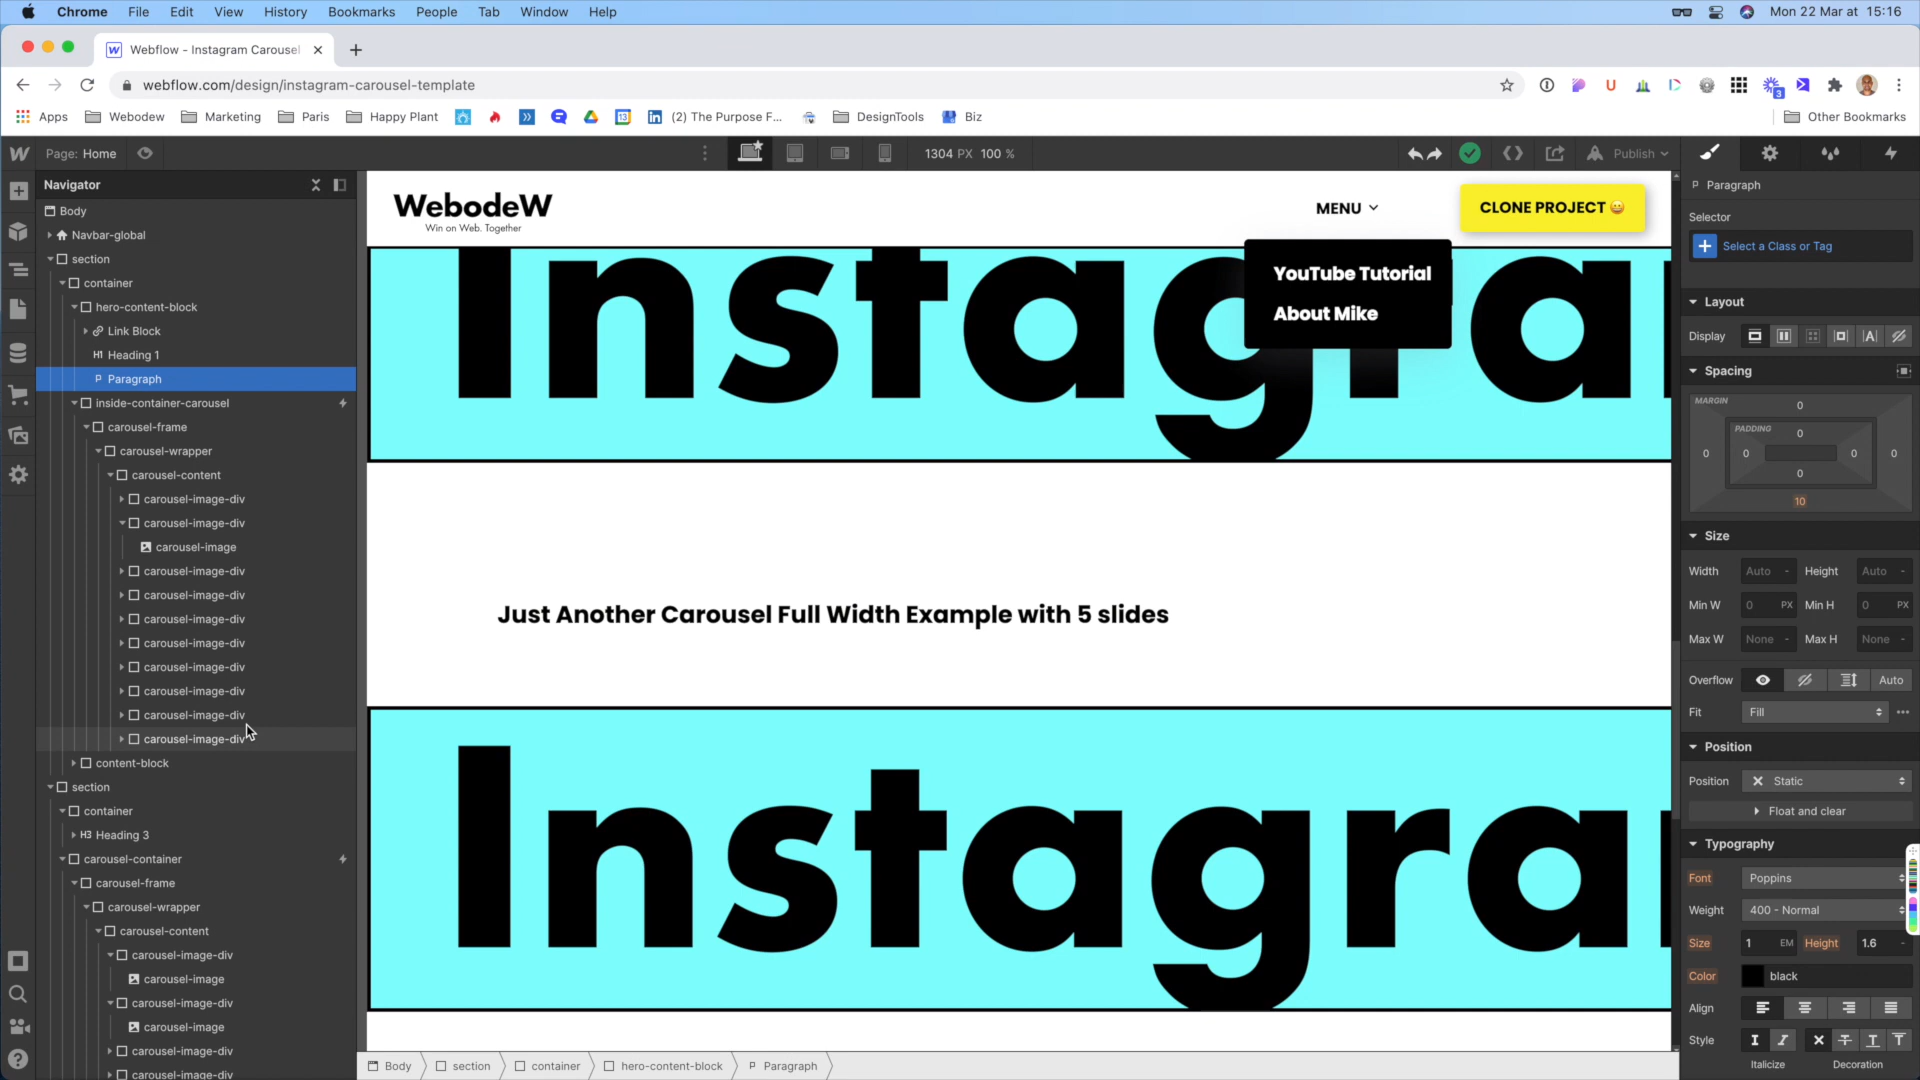 Chrome File Edit View History Bookmarks People Tab Window Help Mon 22 Mar at 15:16
Webflow - Instagram Carousel
webflow.com/design/instagram-carousel-template
3
Apps Webodew Marketing Paris Happy Plant 13 (2) The Purpose F... DesignTools Biz Other Bookmarks
Page: Home 1304 PX 100 % Publish
Navigator
Body
Navbar-global
section
container
hero-content-block
Link Block
H1 Heading 1
P Paragraph
inside-container-carousel
carousel-frame
carousel-wrapper
carousel-content
carousel-image-div
carousel-image-div
carousel-image
carousel-image-div
carousel-image-div
carousel-image-div
carousel-image-div
carousel-image-div
carousel-image-div
carousel-image-div
carousel-image-div
content-block
section
container
H3 Heading 3
carousel-container
carousel-frame
carousel-wrapper
carousel-content
carousel-image-div
carousel-image
carousel-image-div
carousel-image
carousel-image-div
carousel-image-div
WebodeW
Win on Web. Together
MENU
CLONE PROJECT 😀
YouTube Tutorial
About Mike
Instagra
Just Another Carousel Full Width Example with 5 slides
Instagra
Body section container hero-content-block P Paragraph
P Paragraph
Selector
Select a Class or Tag
Layout
Display
Spacing
MARGIN
0
PADDING
0
0 0 0 0
0
10
Size
Width Auto - Height Auto -
Min W 0 PX Min H 0 PX
Max W None - Max H None -
Overflow Auto
Fit Fill
Position
Position Static
Float and clear
Typography
Font Poppins
Weight 400 - Normal
Size 1 EM Height 1.6 -
Color black
Align
Style
Italicize Decoration